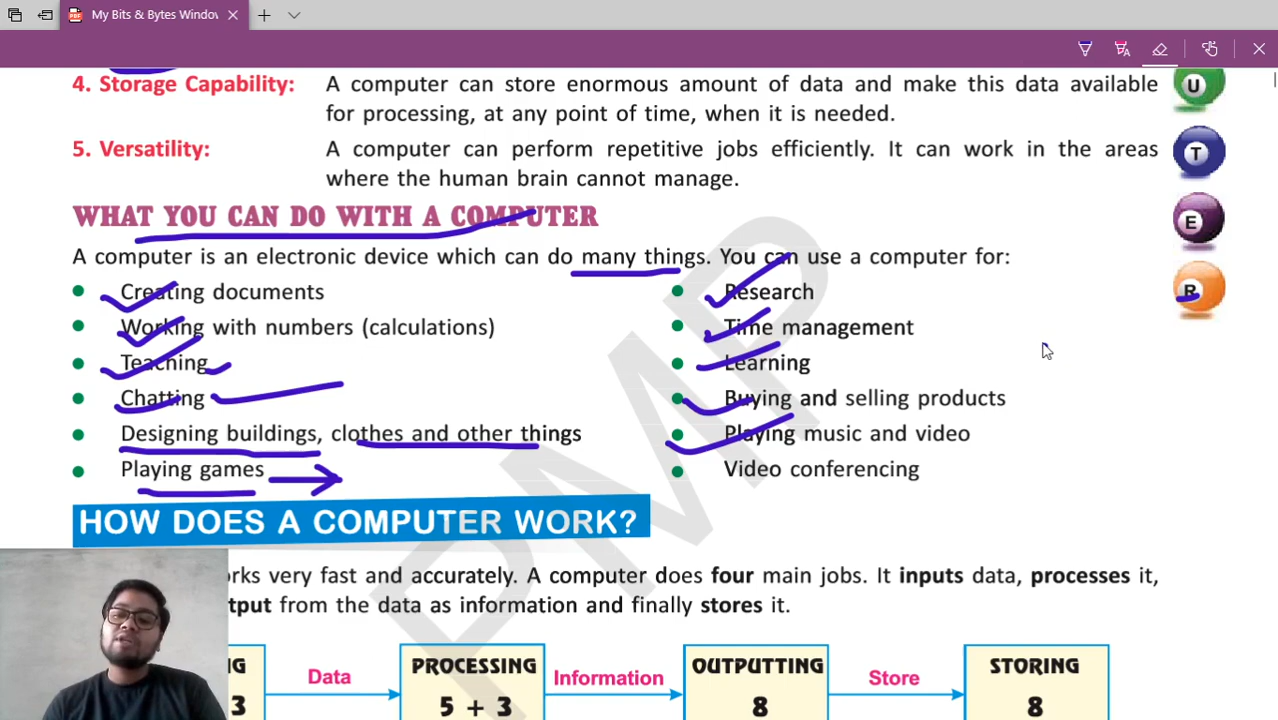 My Bits & Bytes Window
4. Storage Capability: A computer can store enormous amount of data and make this data available
for processing, at any point of time, when it is needed.
5. Versatility: A computer can perform repetitive jobs efficiently. It can work in the areas
where the human brain cannot manage.
WHAT YOU CAN DO WITH A COMPUTER
A computer is an electronic device which can do many things. You can use a computer for:
Creating documents
Working with numbers (calculations)
Teaching
Chatting
Designing buildings, clothes and other things
Playing games
Research
Time management
Learning
Buying and selling products
Playing music and video
Video conferencing
U
T
E
R
HOW DOES A COMPUTER WORK?
rks very fast and accurately. A computer does four main jobs. It inputs data, processes it,
tput from the data as information and finally stores it.
G Data PROCESSING Information OUTPUTTING Store STORING
3 5 + 3 8 8
PMP